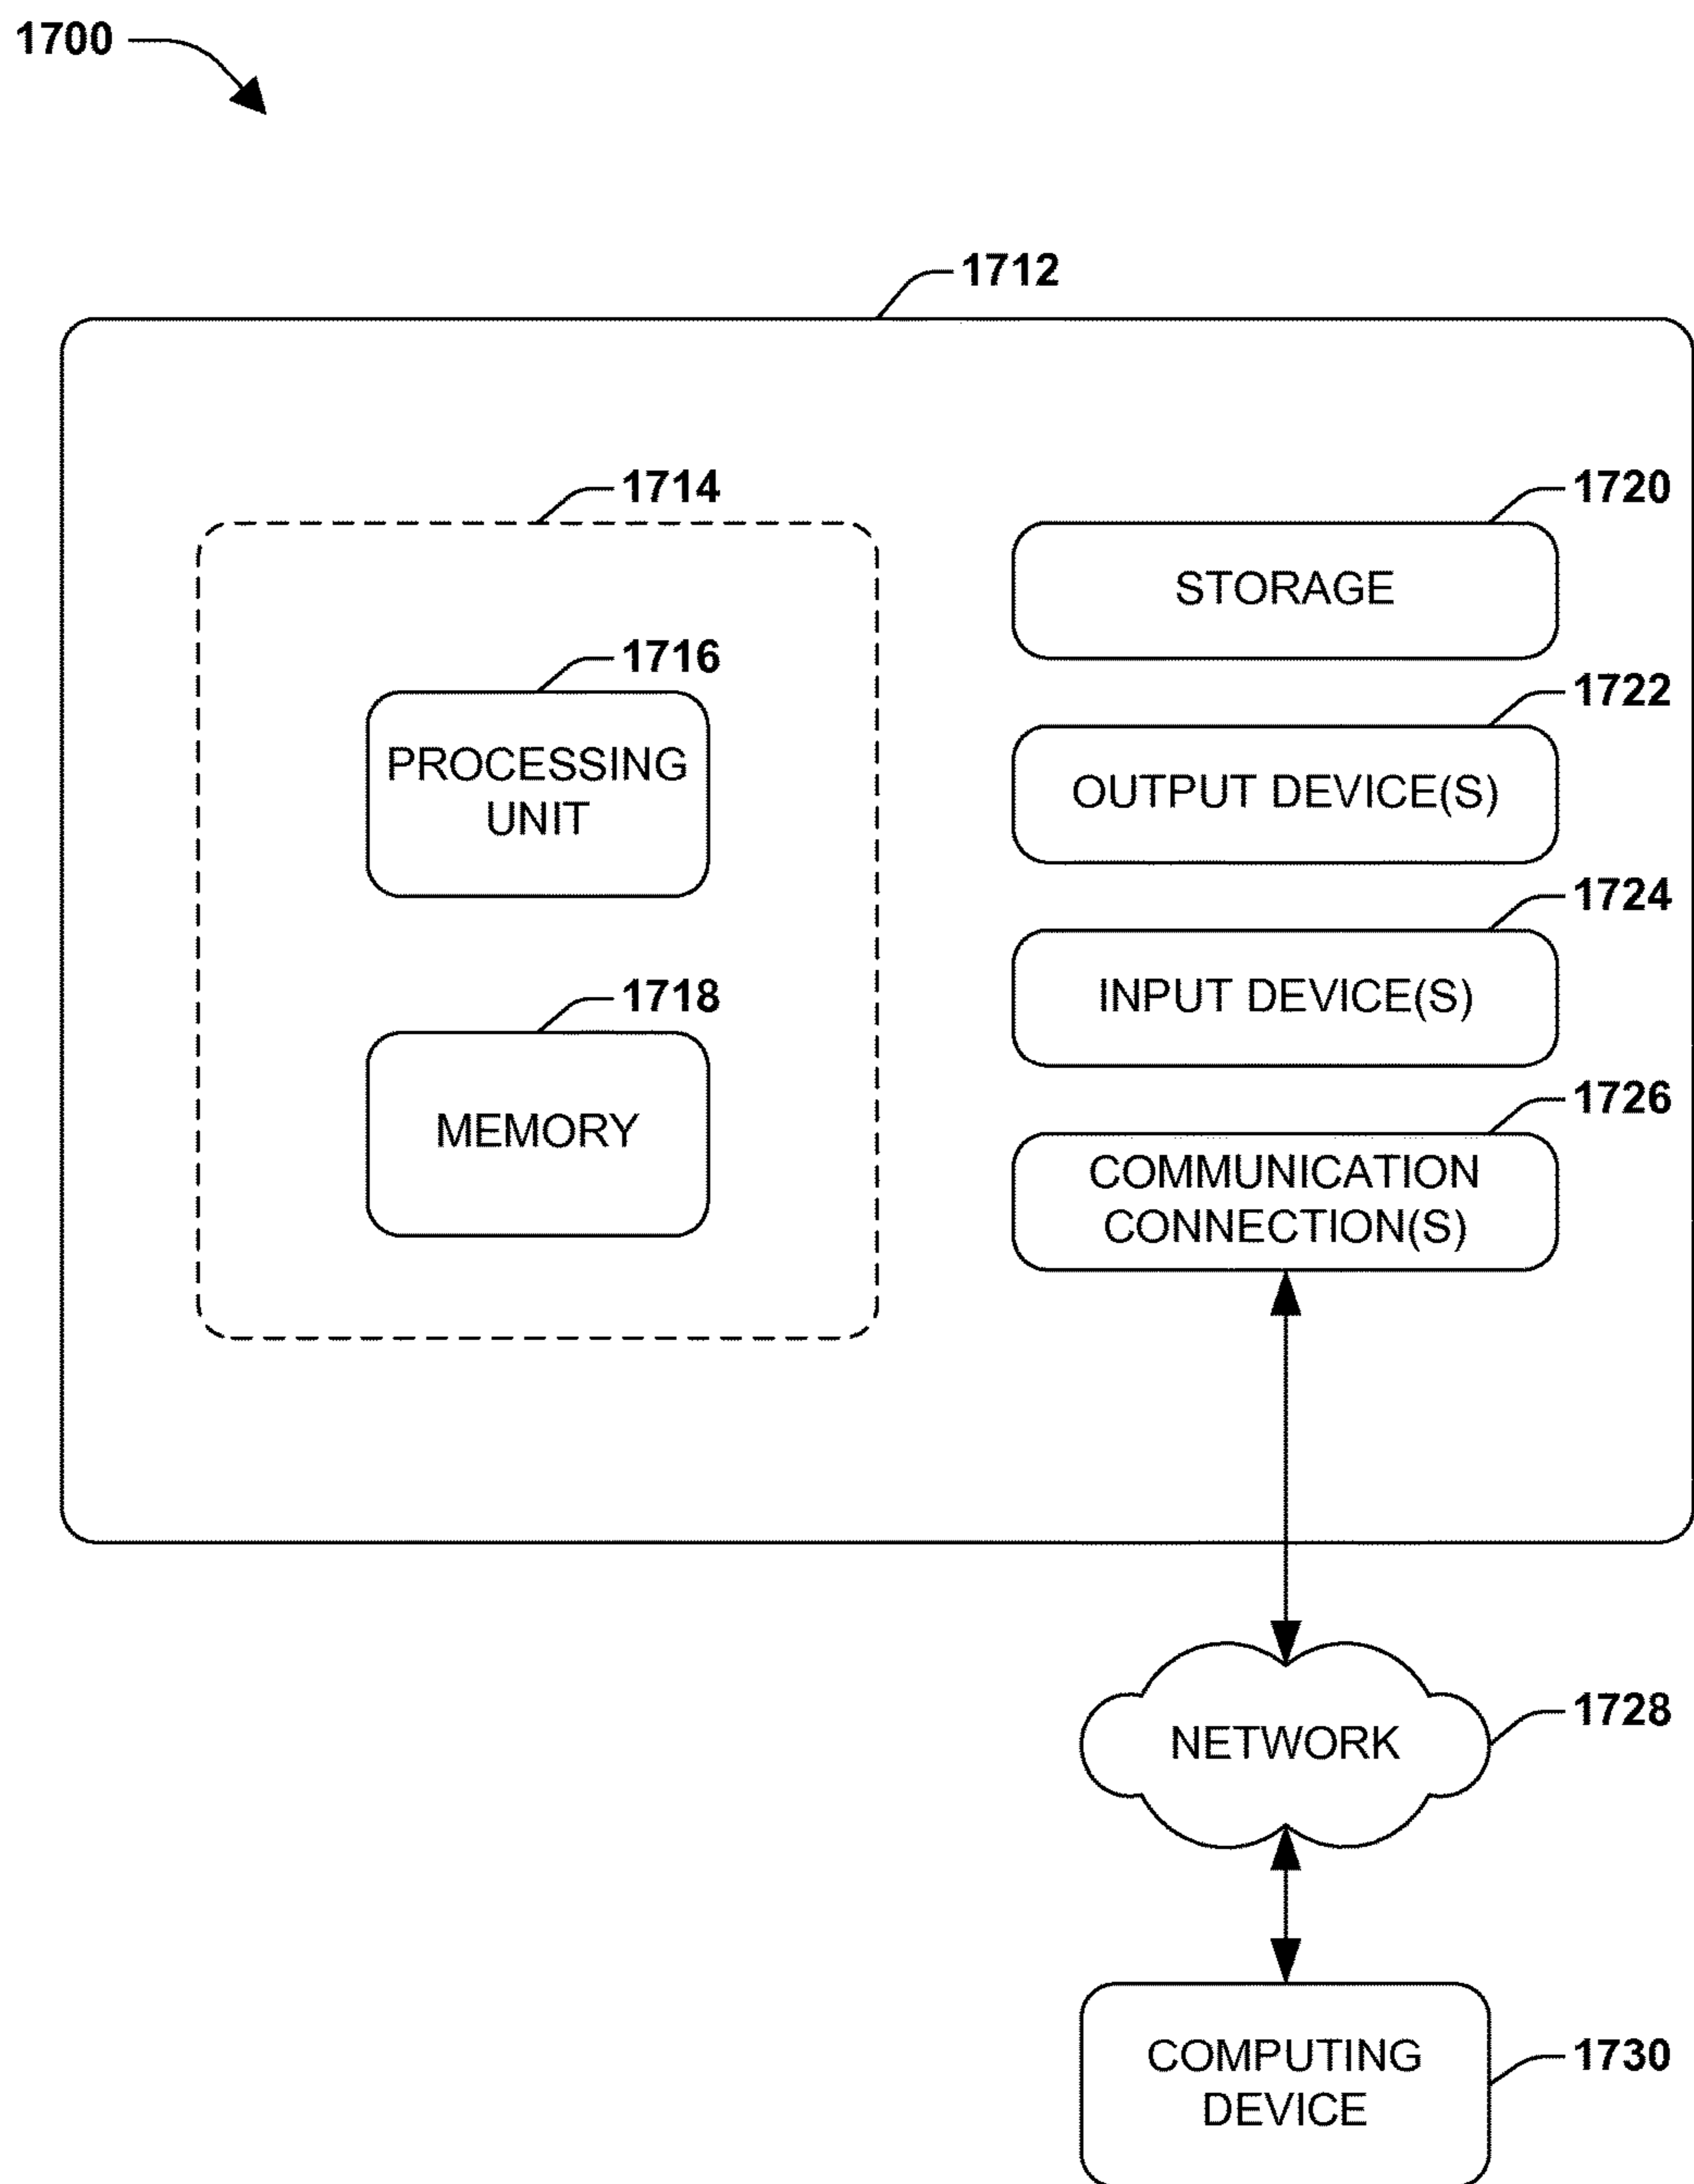 1700
1712
1714
1716
PROCESSING
UNIT
1718
MEMORY
1720
STORAGE
1722
OUTPUT DEVICE(S)
1724
INPUT DEVICE(S)
1726
COMMUNICATION
CONNECTION(S)
NETWORK
1728
COMPUTING
DEVICE
1730